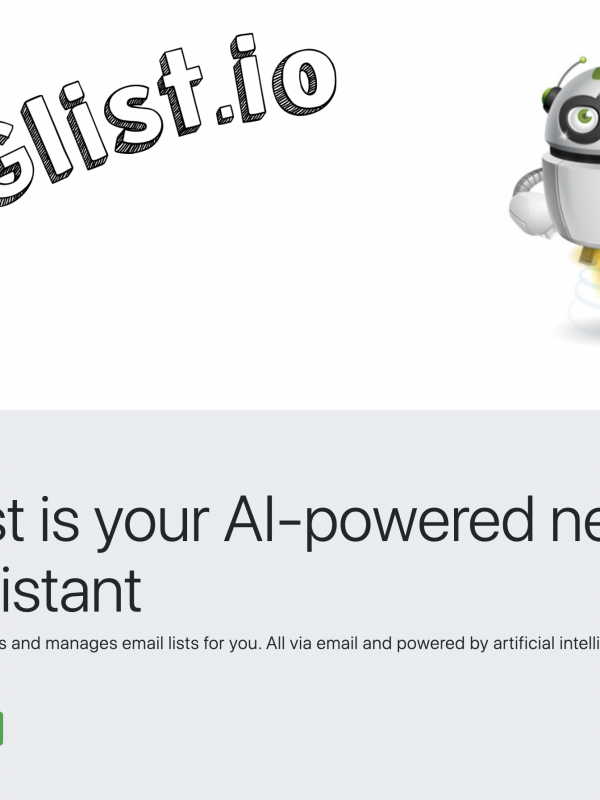 Glist.io
st is your AI-powered ne
istant
s and manages email lists for you. All via email and powered by artificial intelli